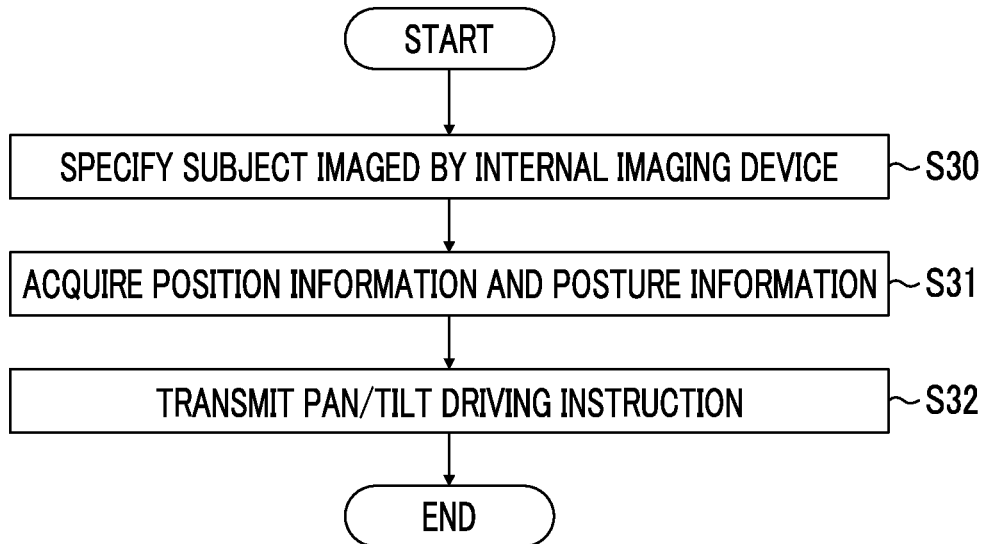 START
SPECIFY SUBJECT IMAGED BY INTERNAL IMAGING DEVICE
S30
ACQUIRE POSITION INFORMATION AND POSTURE INFORMATION
S31
TRANSMIT PAN/TILT DRIVING INSTRUCTION
S32
END